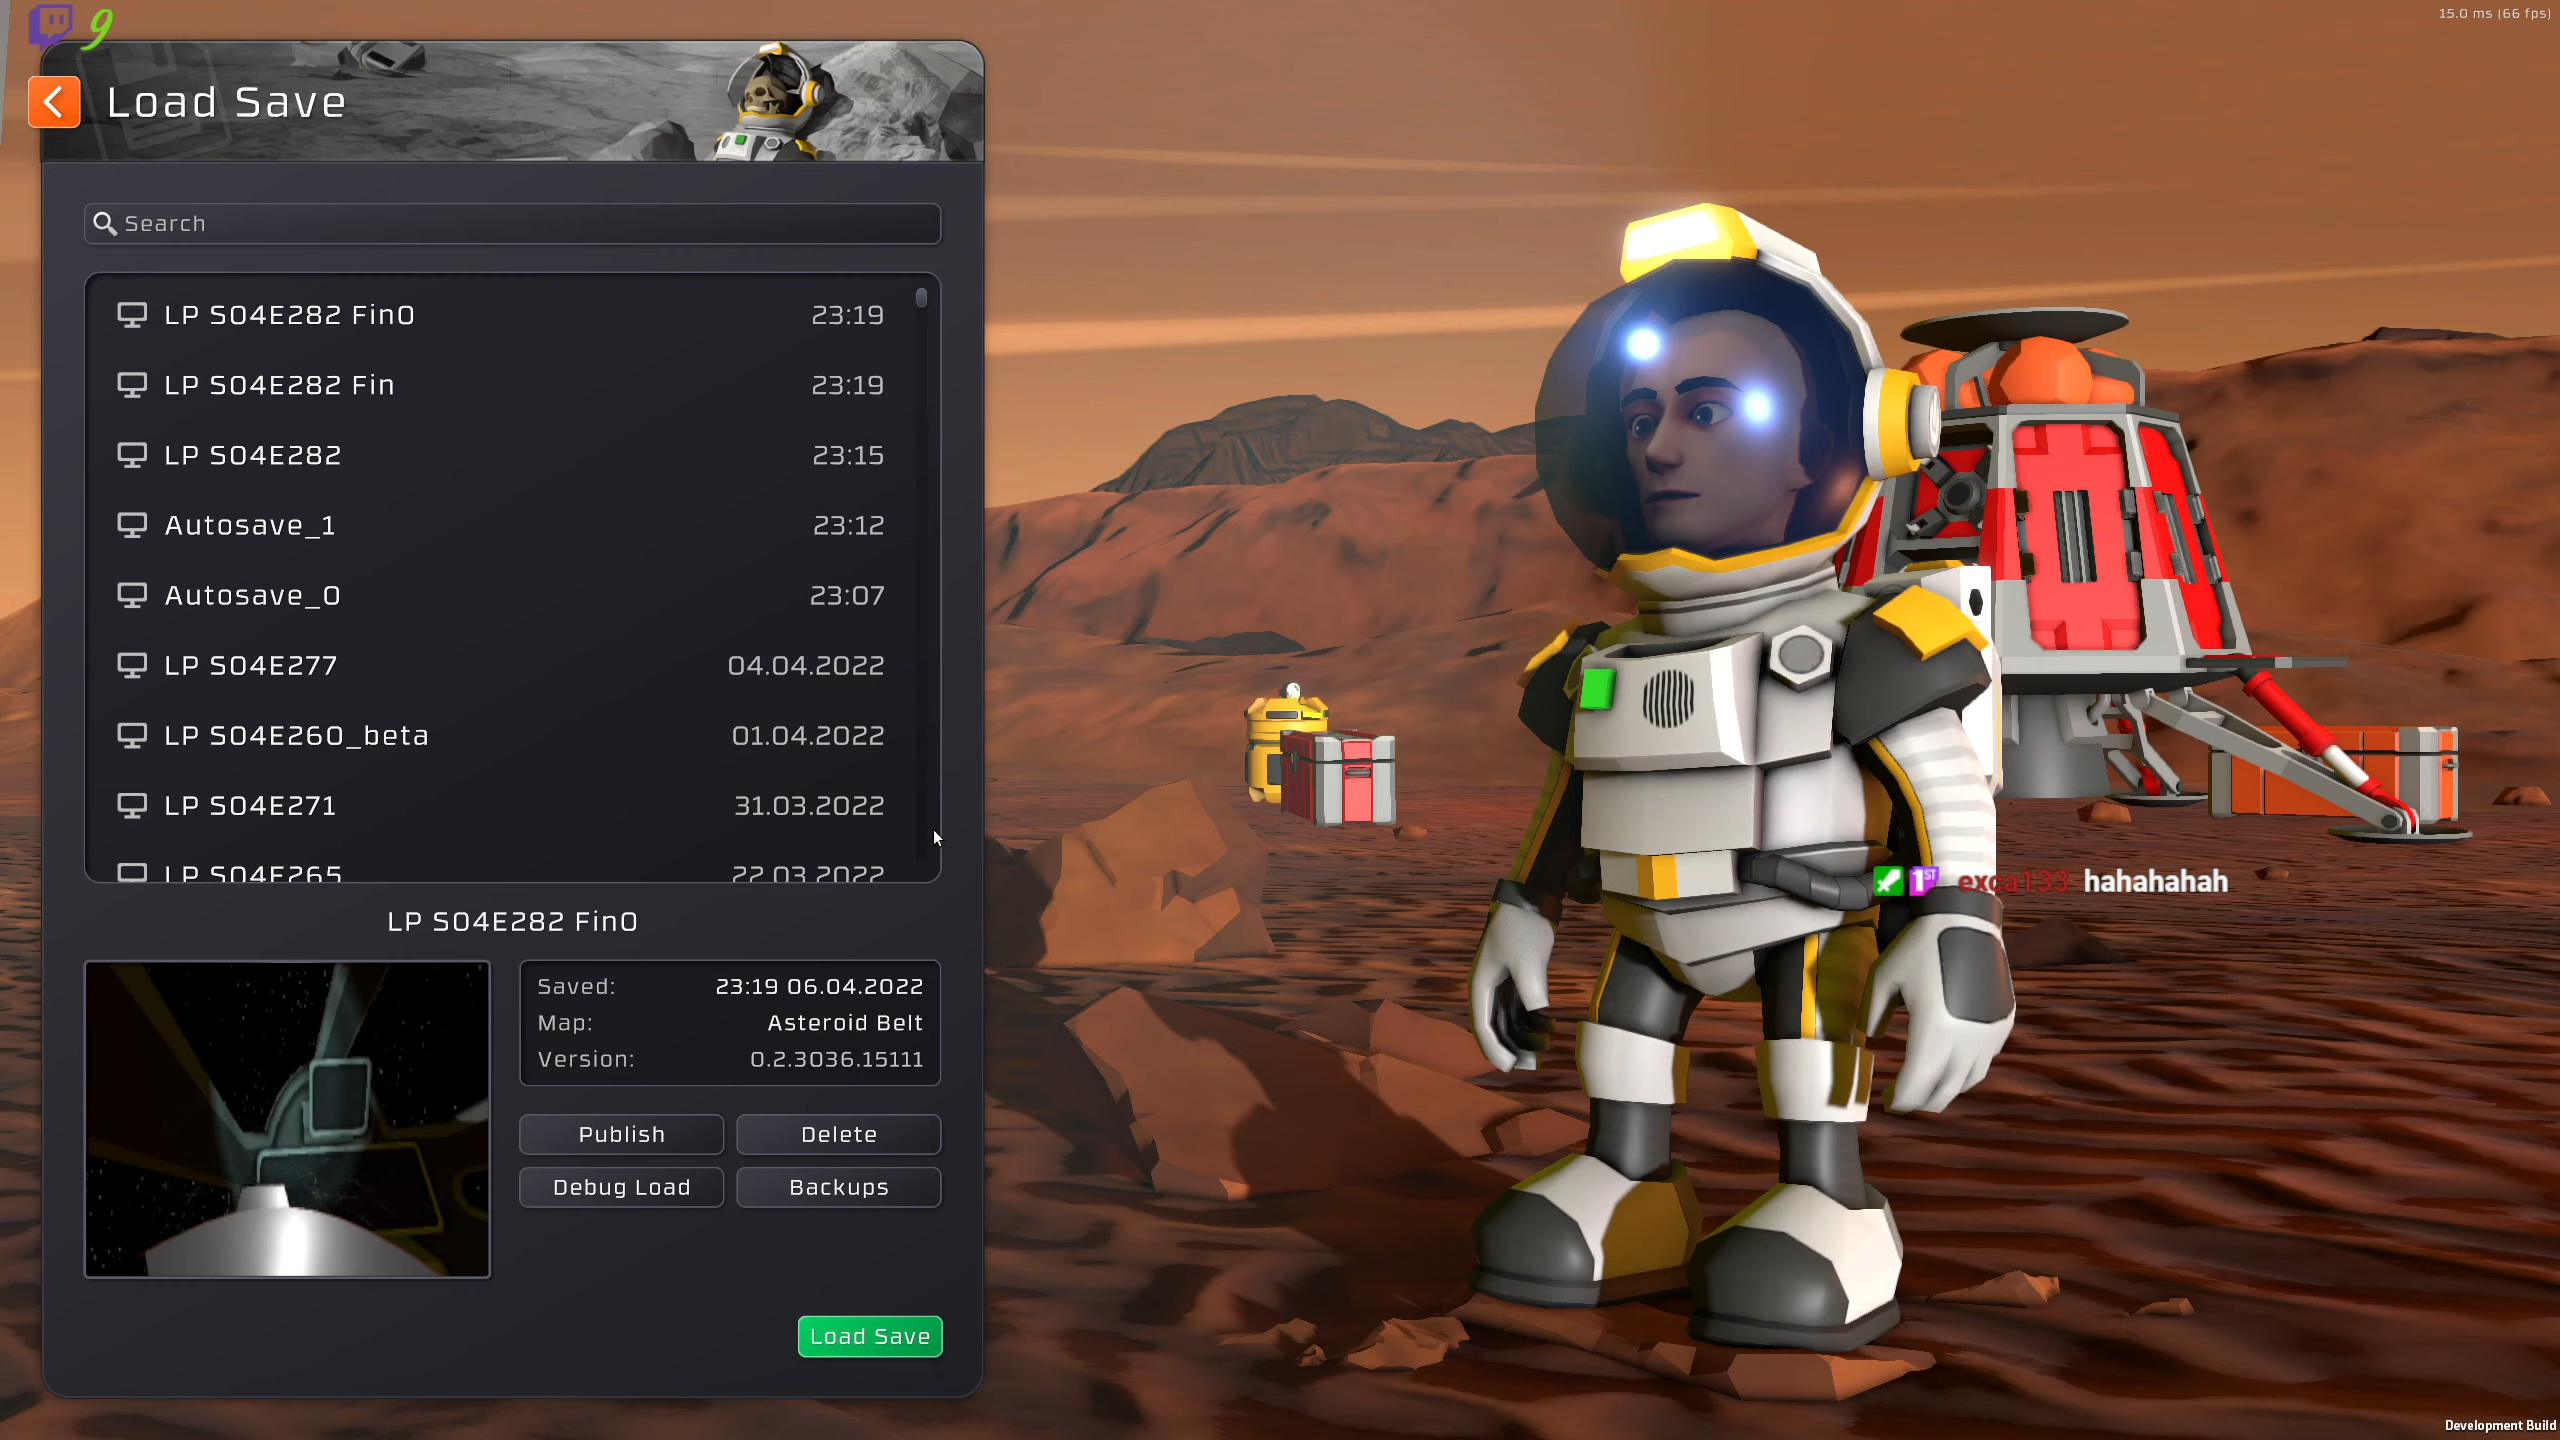 9
15.0 ms (66 fps)
Load Save
Search
LP S04E282 Fin0 23:19
LP S04E282 Fin 23:19
LP S04E282 23:15
Autosave_1 23:12
Autosave_0 23:07
LP S04E277 04.04.2022
LP S04E260_beta 01.04.2022
LP S04E271 31.03.2022
LP S04E265 22.03.2022
1ST exca133 hahahahah
LP S04E282 Fin0
Saved: 23:19 06.04.2022
Map: Asteroid Belt
Version: 0.2.3036.15111
Publish Delete
Debug Load Backups
Load Save
Development Build